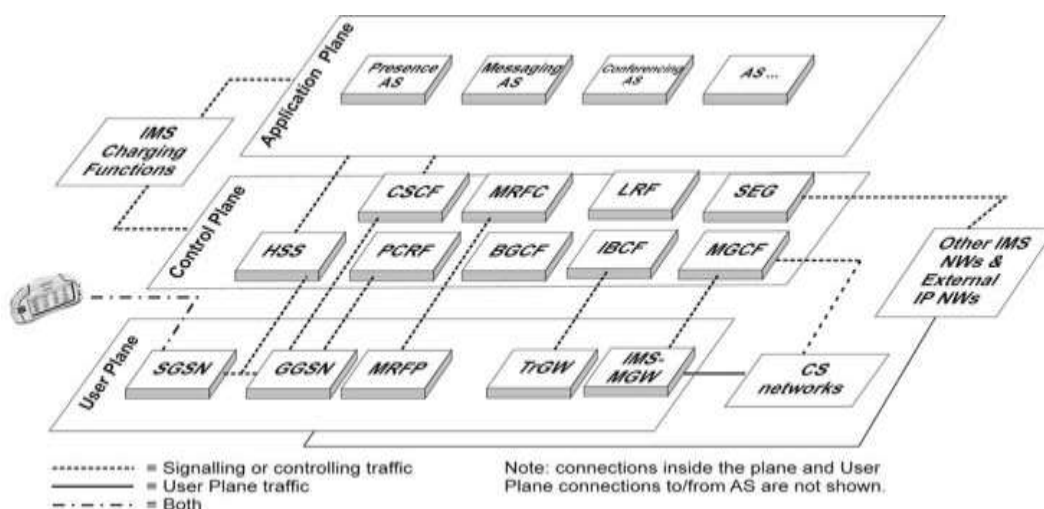 Application Plane
Presence
AS
Messaging
AS
Conferencing
AS
AS ...
IMS
Charging
Functions
Control Plane
CSCF
MRFC
LRF
SEG
HSS
PCRF
BGCF
IBCF
MGCF
Other IMS
NWs &
External
IP NWs
User Plane
SGSN
GGSN
MRFP
TrGW
IMS-
MGW
CS
networks
= Signalling or controlling traffic
= User Plane traffic
= Both
Note: connections inside the plane and User
Plane connections to/from AS are not shown.